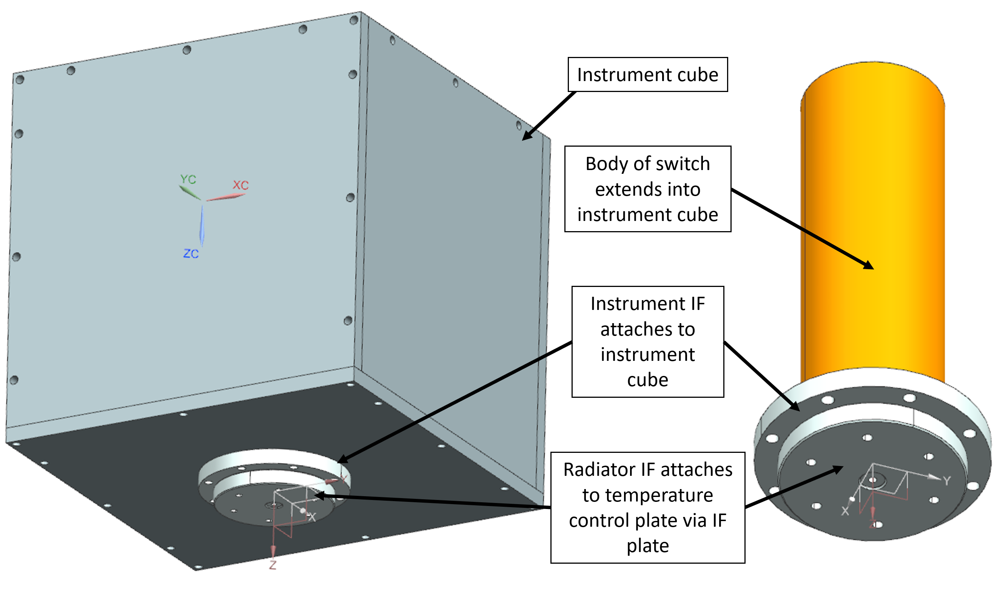 Instrument cube
Body of switch
extends into
instrument cube
YC
XC
ZC
Instrument IF
attaches to
instrument
cube
Radiator IF attaches
to temperature
control plate via IF
plate
Y
X
Z
Y
X
Z